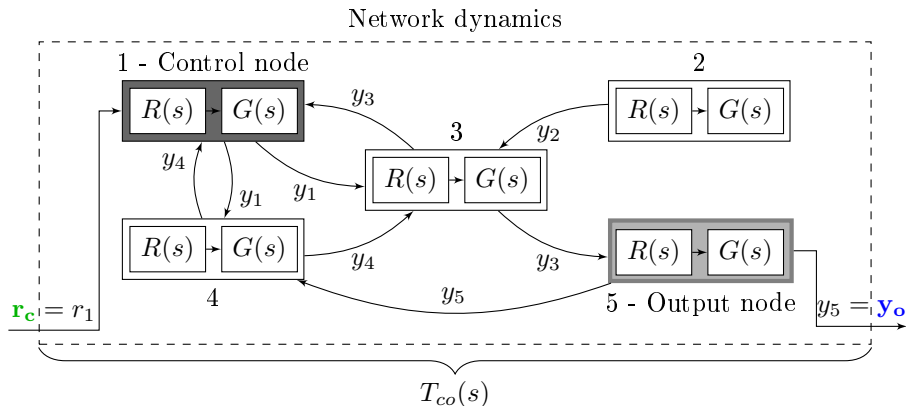 Network dynamics
1 - Control node
2
R(s) G(s)
y3
R(s) G(s)
3
y2
y4
y1
y1
R(s) G(s)
R(s) G(s)
y4
y3
R(s) G(s)
4
y5
5 - Output node
rc = r1
y5 = yo
Tco(s)